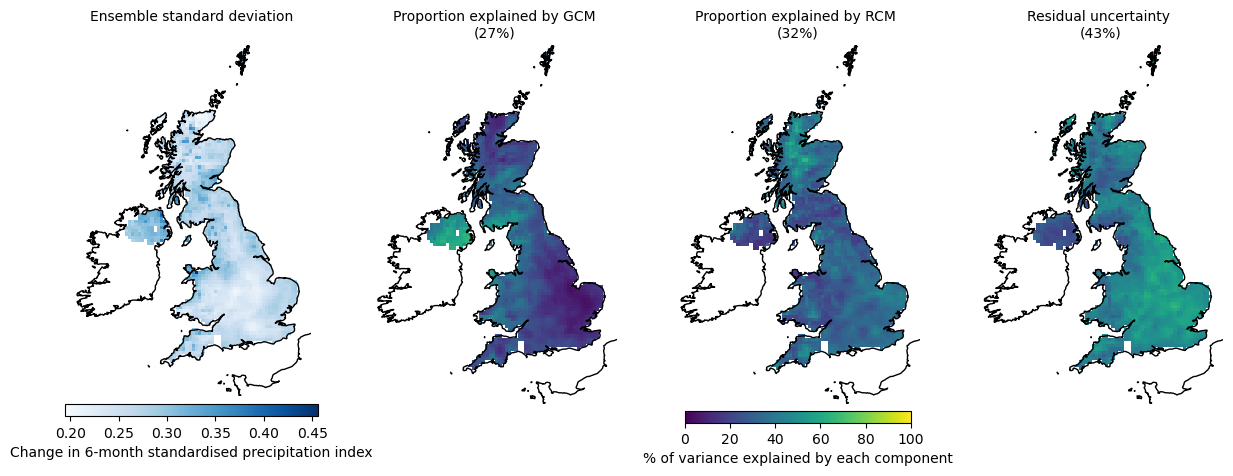 Ensemble standard deviation
Proportion explained by GCM
(27%)
Proportion explained by RCM
(32%)
Residual uncertainty
(43%)
0.20 0.25 0.30 0.35 0.40 0.45
Change in 6-month standardised precipitation index
0 20 40 60 80 100
% of variance explained by each component